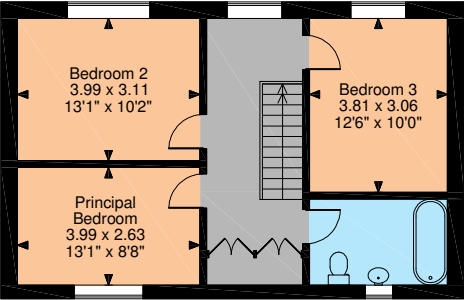 Bedroom 2
3.99 x 3.11
13'1" x 10'2"
Bedroom 3
3.81 x 3.06
12'6" x 10'0"
Principal
Bedroom
3.99 x 2.63
13'1" x 8'8"